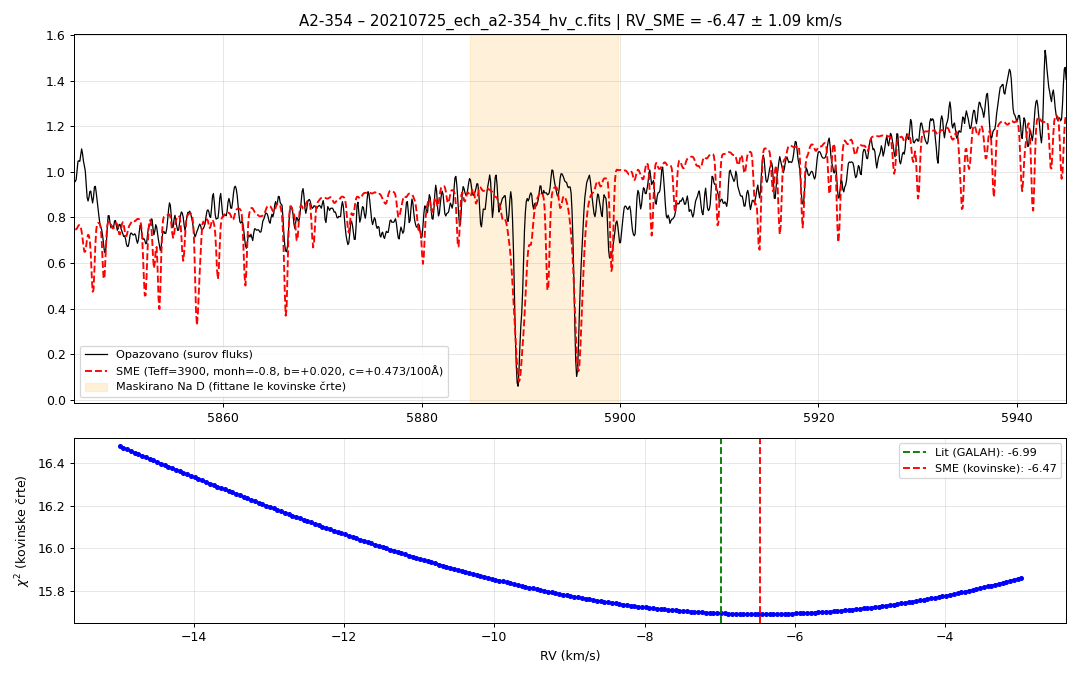 A2-354 – 20210725_ech_a2-354_hv_c.fits | RV_SME = -6.47 ± 1.09 km/s
1.6
1.4
1.2
1.0
0.8
0.6
0.4
0.2
0.0
Opazovano (surov fluks)
SME (Teff=3900, monh=-0.8, b=+0.020, c=+0.473/100Å)
Maskirano Na D (fittane le kovinske črte)
5860 5880 5900 5920 5940
χ² (kovinske črte)
16.4
16.2
16.0
15.8
Lit (GALAH): -6.99
SME (kovinske): -6.47
−14 −12 −10 −8 −6 −4
RV (km/s)